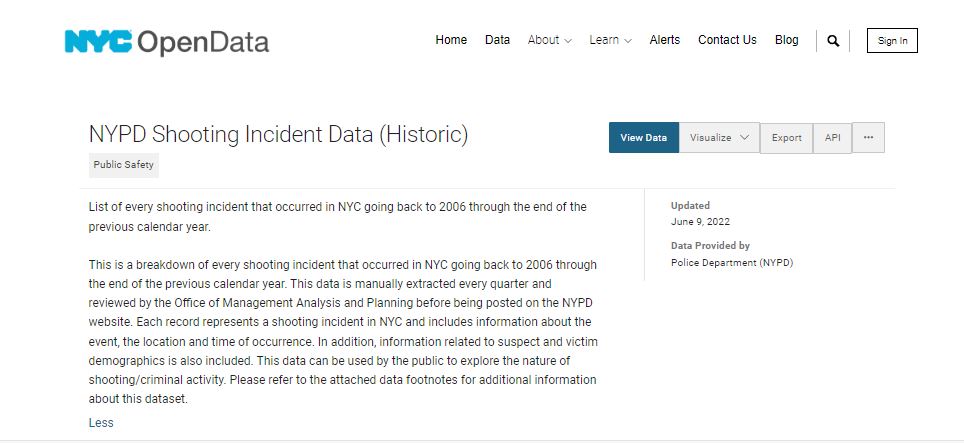 NYC OpenData
Home Data About Learn Alerts Contact Us Blog Sign In
NYPD Shooting Incident Data (Historic)
View Data Visualize Export API ...
Public Safety
List of every shooting incident that occurred in NYC going back to 2006 through the end of the
previous calendar year.
This is a breakdown of every shooting incident that occurred in NYC going back to 2006 through
the end of the previous calendar year. This data is manually extracted every quarter and
reviewed by the Office of Management Analysis and Planning before being posted on the NYPD
website. Each record represents a shooting incident in NYC and includes information about the
event, the location and time of occurrence. In addition, information related to suspect and victim
demographics is also included. This data can be used by the public to explore the nature of
shooting/criminal activity. Please refer to the attached data footnotes for additional information
about this dataset.
Less
Updated
June 9, 2022
Data Provided by
Police Department (NYPD)